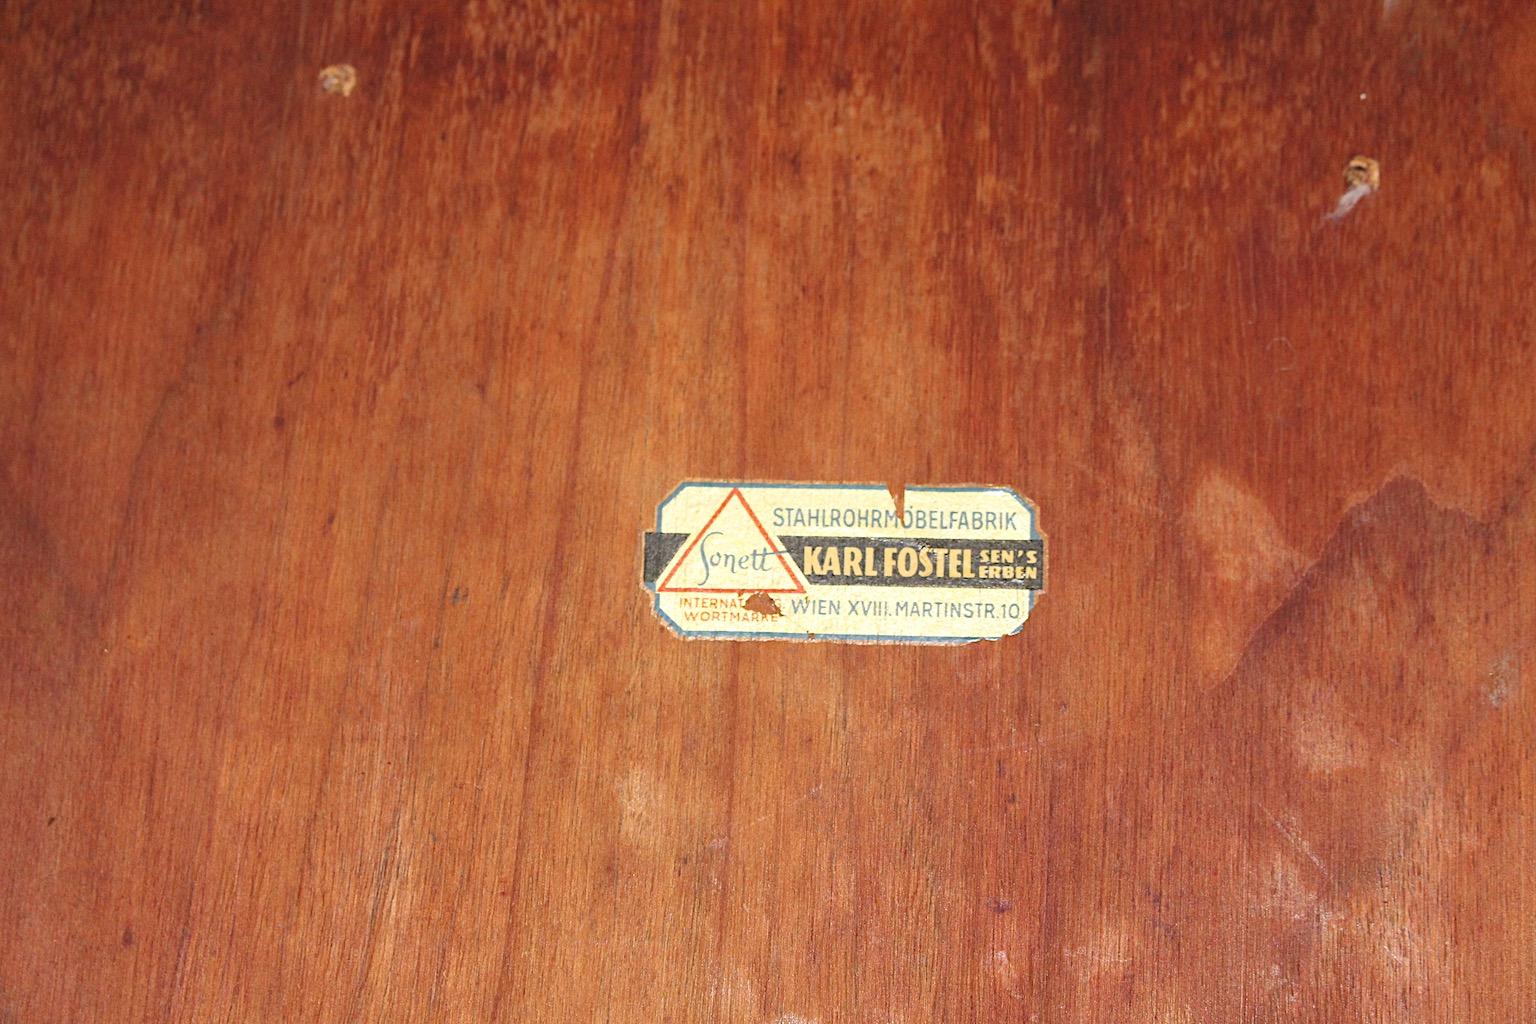 STAHLROHRMÖBELFABRIK
Sonett
KARL FOSTEL SEN'S
ERBEN
WORTMARKE
WIEN XVIII. MARTINSTR. 10